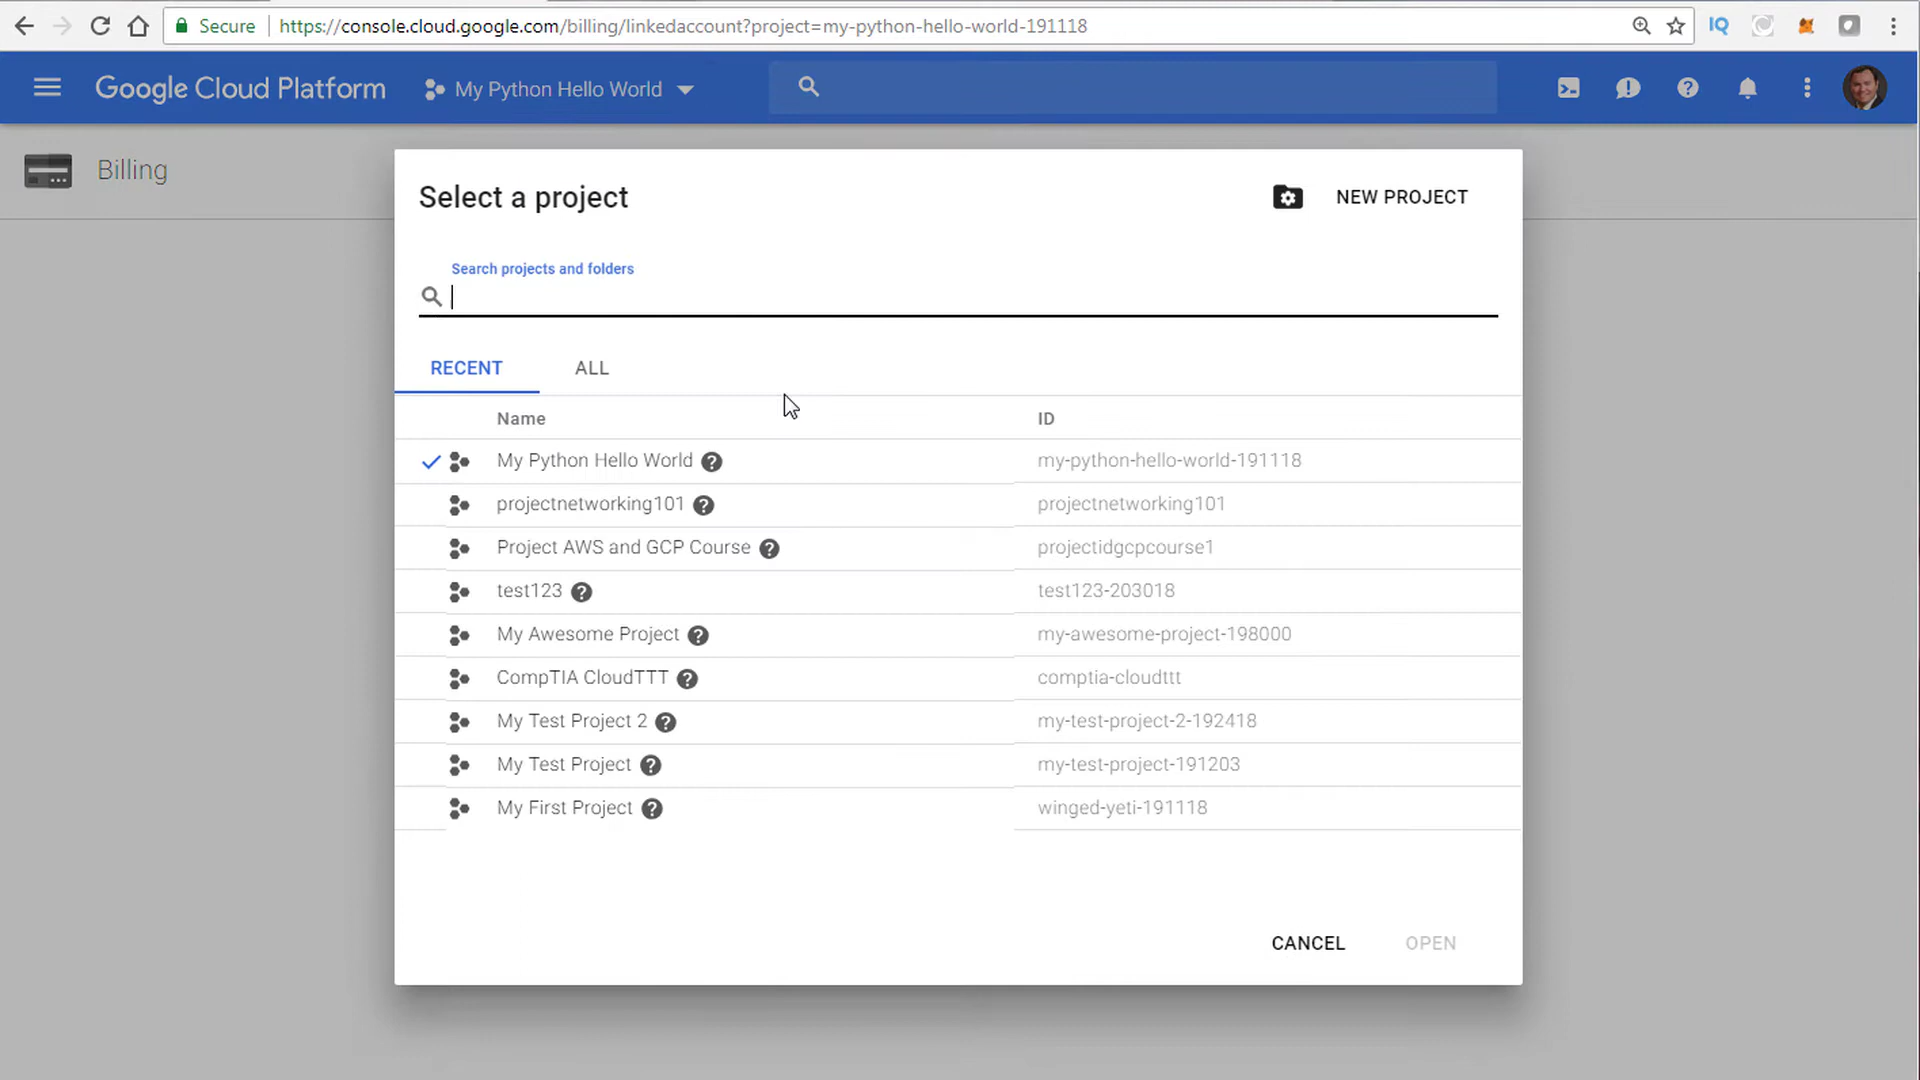 Secure https://console.cloud.google.com/billing/linkedaccount?project=my-python-hello-world-191118 IQ
Google Cloud Platform My Python Hello World
Billing
Select a project NEW PROJECT
Search projects and folders
RECENT ALL
Name ID
My Python Hello World my-python-hello-world-191118
projectnetworking101 projectnetworking101
Project AWS and GCP Course projectidgcpcourse1
test123 test123-203018
My Awesome Project my-awesome-project-198000
CompTIA CloudTTT comptia-cloudttt
My Test Project 2 my-test-project-2-192418
My Test Project my-test-project-191203
My First Project winged-yeti-191118
CANCEL OPEN